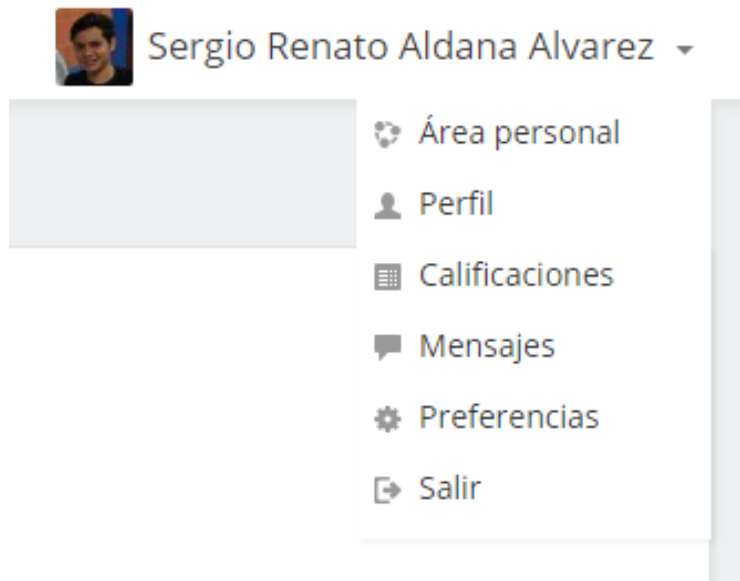 Sergio Renato Aldana Alvarez
Área personal
Perfil
Calificaciones
Mensajes
Preferencias
Salir